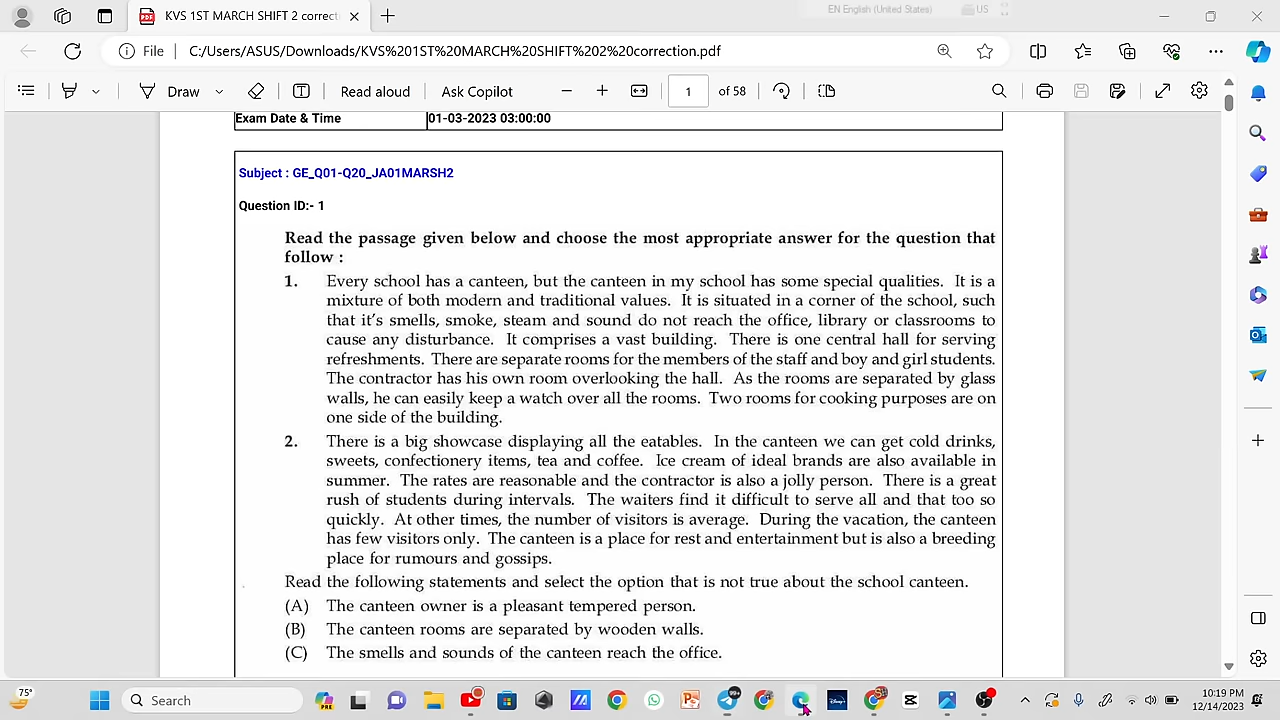 KVS 1ST MARCH SHIFT 2 correct
EN English (United States)
US
File
C:/Users/ASUS/Downloads/KVS%201ST%20MARCH%20SHIFT%202%20correction.pdf
Draw
Read aloud
Ask Copilot
1
of 58
Exam Date & Time
01-03-2023 03:00:00
Subject : GE_Q01-Q20_JA01MARSH2
Question ID:- 1
Read the passage given below and choose the most appropriate answer for the question that
follow :
1. Every school has a canteen, but the canteen in my school has some special qualities. It is a
mixture of both modern and traditional values. It is situated in a corner of the school, such
that it's smells, smoke, steam and sound do not reach the office, library or classrooms to
cause any disturbance. It comprises a vast building. There is one central hall for serving
refreshments. There are separate rooms for the members of the staff and boy and girl students.
The contractor has his own room overlooking the hall. As the rooms are separated by glass
walls, he can easily keep a watch over all the rooms. Two rooms for cooking purposes are on
one side of the building.
2. There is a big showcase displaying all the eatables. In the canteen we can get cold drinks,
sweets, confectionery items, tea and coffee. Ice cream of ideal brands are also available in
summer. The rates are reasonable and the contractor is also a jolly person. There is a great
rush of students during intervals. The waiters find it difficult to serve all and that too so
quickly. At other times, the number of visitors is average. During the vacation, the canteen
has few visitors only. The canteen is a place for rest and entertainment but is also a breeding
place for rumours and gossips.
Read the following statements and select the option that is not true about the school canteen.
(A) The canteen owner is a pleasant tempered person.
(B) The canteen rooms are separated by wooden walls.
(C) The smells and sounds of the canteen reach the office.
75°
Search
99+
10:19 PM
12/14/2023